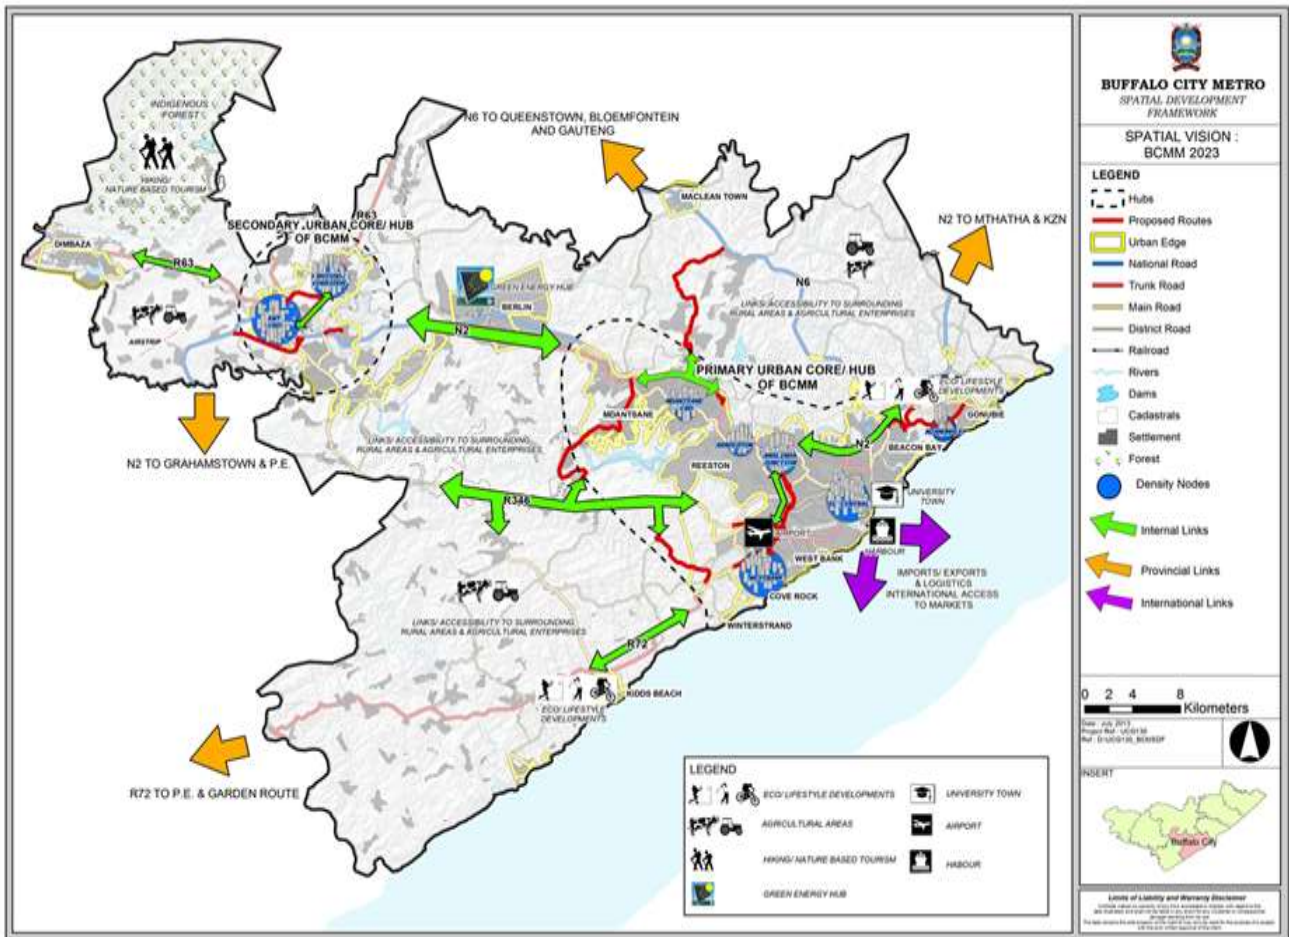 INDIGENOUS
FOREST
HIKING/
NATURE BASED TOURISM
N6 TO QUEENSTOWN, BLOEMFONTEIN
AND GAUTENG
MACLEAN TOWN
N2 TO MTHATHA & KZN
R63
SECONDARY URBAN CORE/ HUB
OF BCMM
DIMBAZA
R63
GREEN ENERGY HUB
BERLIN
N2
N6
LINKS/ ACCESSIBILITY TO SURROUNDING
RURAL AREAS & AGRICULTURAL ENTERPRISES
AIRSTRIP
PRIMARY URBAN CORE/ HUB
OF BCMM
ECO/ LIFESTYLE
DEVELOPMENTS
GONUBIE
MDANTSANE
N2
BEACON BAY
N2 TO GRAHAMSTOWN & P.E.
LINKS/ ACCESSIBILITY TO SURROUNDING
RURAL AREAS & AGRICULTURAL ENTERPRISES
REESTON
R346
UNIVERSITY
TOWN
AIRPORT
HARBOUR
WEST BANK
IMPORTS/ EXPORTS
& LOGISTICS
INTERNATIONAL ACCESS
TO MARKETS
COVE ROCK
WINTERSTRAND
LINKS/ ACCESSIBILITY TO SURROUNDING
RURAL AREAS & AGRICULTURAL ENTERPRISES
R72
KIDDS BEACH
ECO/ LIFESTYLE
DEVELOPMENTS
R72 TO P.E. & GARDEN ROUTE
LEGEND
ECO/ LIFESTYLE DEVELOPMENTS
UNIVERSITY TOWN
AGRICULTURAL AREAS
AIRPORT
HIKING/ NATURE BASED TOURISM
HABOUR
GREEN ENERGY HUB
BUFFALO CITY METRO
SPATIAL DEVELOPMENT
FRAMEWORK
SPATIAL VISION :
BCMM 2023
LEGEND
Hubs
Proposed Routes
Urban Edge
National Road
Trunk Road
Main Road
District Road
Railroad
Rivers
Dams
Cadastrals
Settlement
Forest
Density Nodes
Internal Links
Provincial Links
International Links
0 2 4 8
Kilometers
Date : July 2013
INSERT
Buffalo City
Limits of Liability and Warranty Disclaimer